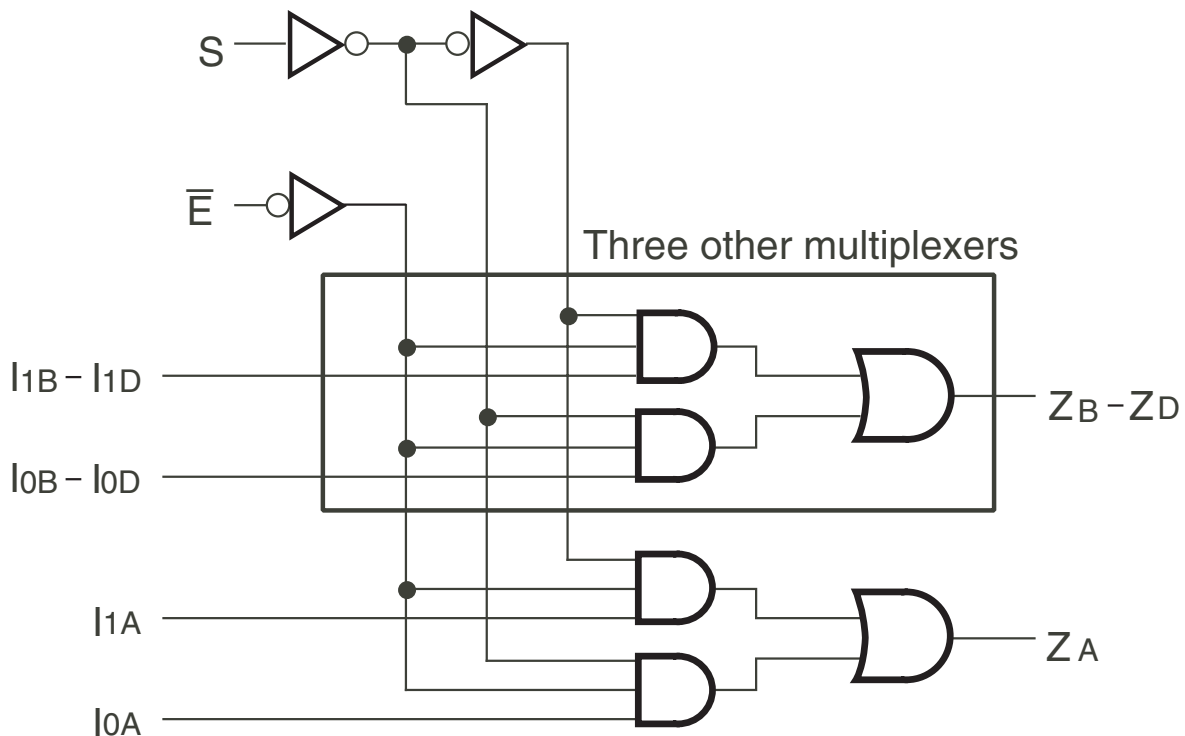 S
E̅
Three other multiplexers
I1B – I1D
ZB – ZD
I0B – I0D
I1A
ZA
I0A